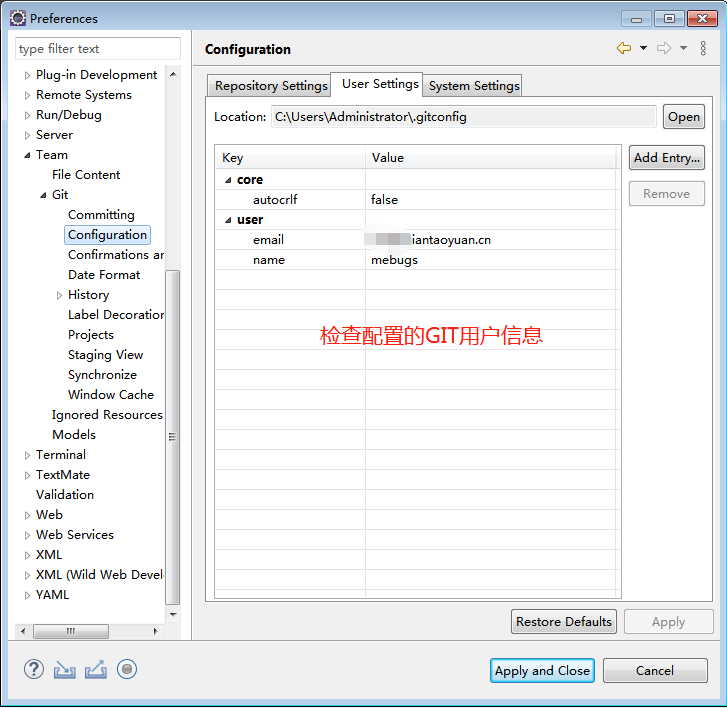 Preferences
type filter text
Plug-in Development
Remote Systems
Run/Debug
Server
Team
File Content
Git
Committing
Configuration
Confirmations ar
Date Format
History
Label Decoration
Projects
Staging View
Synchronize
Window Cache
Ignored Resources
Models
Terminal
TextMate
Validation
Web
Web Services
XML
XML (Wild Web Devel
YAML
Configuration
Repository Settings User Settings System Settings
Location: C:\Users\Administrator\.gitconfig Open
Key Value
Add Entry...
core
autocrlf false
Remove
user
email iantaoyuan.cn
name mebugs
检查配置的GIT用户信息
Restore Defaults Apply
Apply and Close Cancel